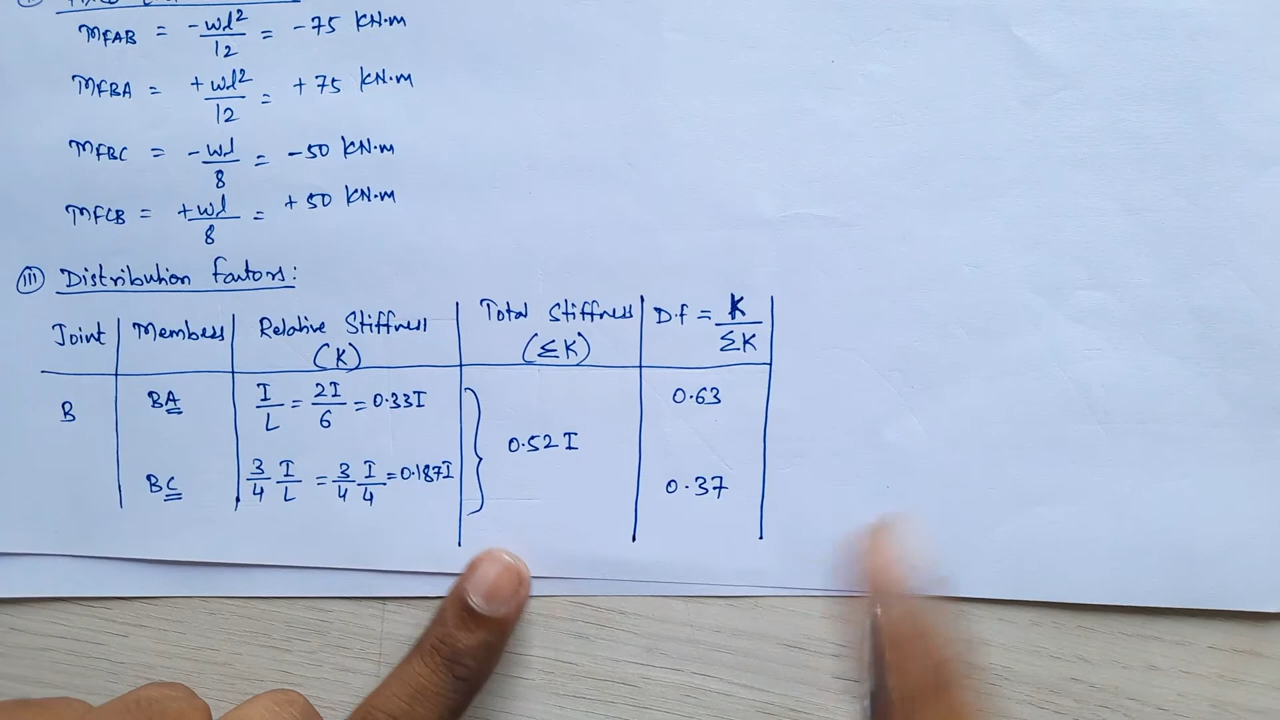 MFAB = -wl²/12 = -75 KN.m
MFBA = +wl²/12 = +75 KN.m
MFBC = -wl/8 = -50 KN.m
MFCB = +wl/8 = +50 KN.m
(III) Distribution factors:
Joint | Members | Relative Stiffness (K) | Total Stiffness (ΣK) | D.f = K/ΣK
B | BA | I/L = 2I/6 = 0.33I | 0.52 I | 0.63
BC | 3/4 I/L = 3/4 I/4 = 0.187I | 0.37